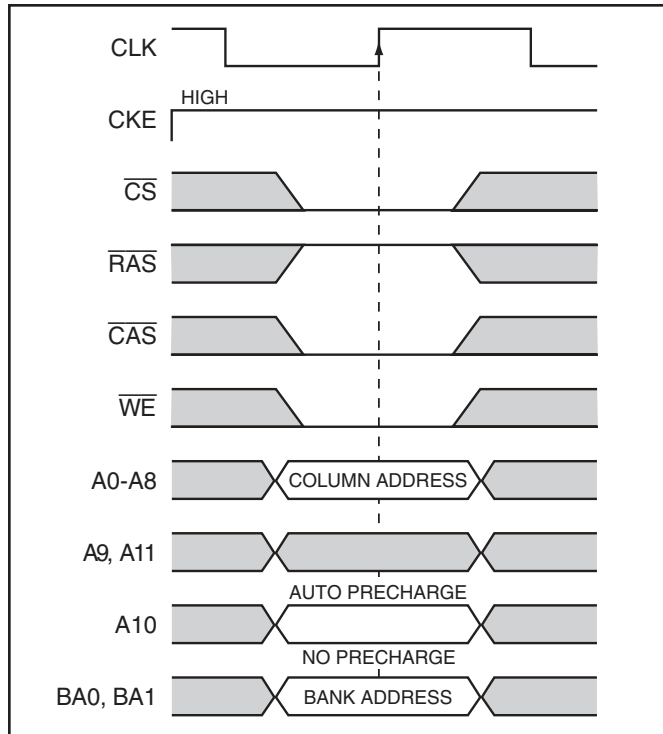 CLK
CKE HIGH
CS
RAS
CAS
WE
A0-A8 COLUMN ADDRESS
A9, A11
AUTO PRECHARGE
A10
NO PRECHARGE
BA0, BA1 BANK ADDRESS